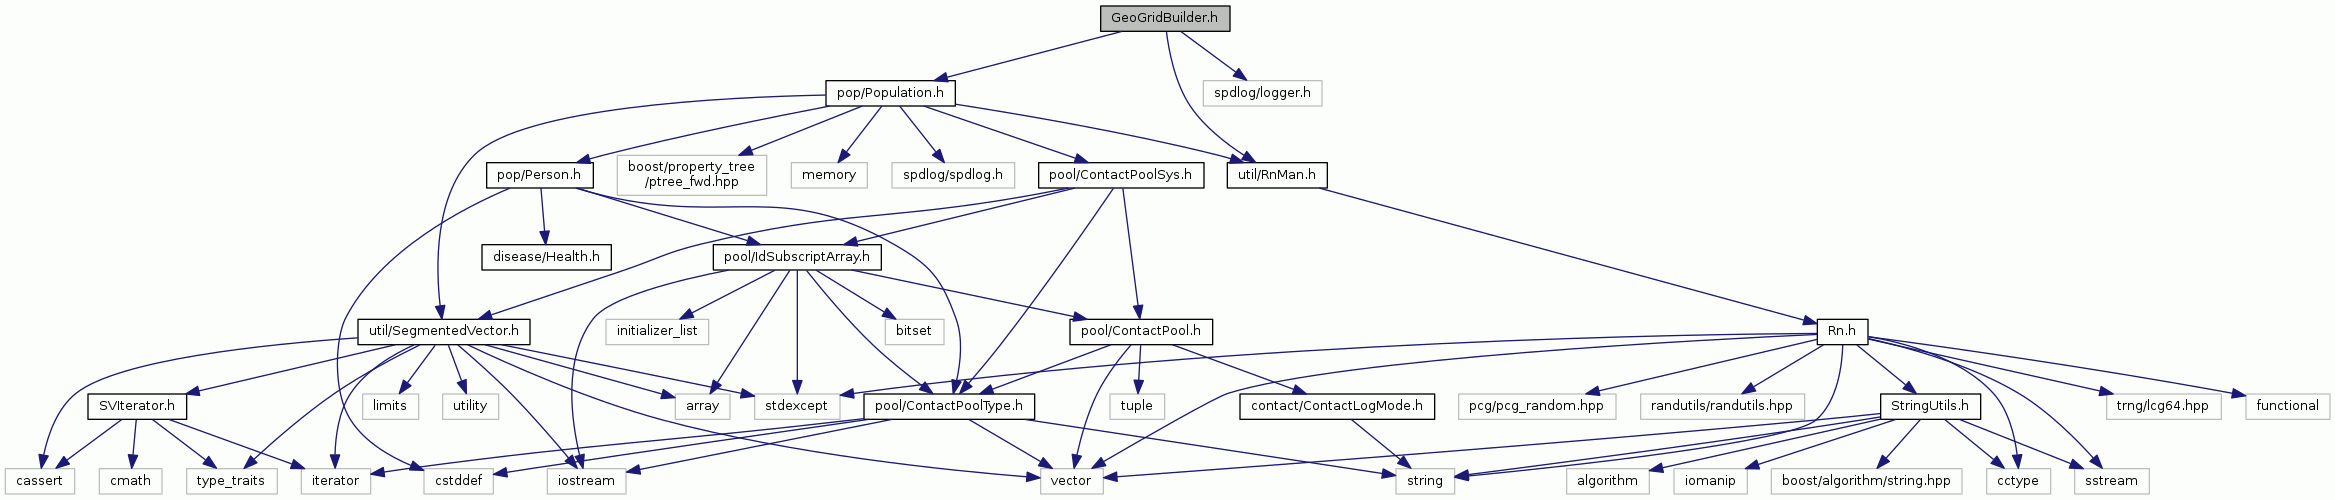 GeoGridBuilder.h
pop/Population.h
spdlog/logger.h
pop/Person.h
boost/property_tree
/ptree_fwd.hpp
memory
spdlog/spdlog.h
pool/ContactPoolSys.h
util/RnMan.h
disease/Health.h
pool/IdSubscriptArray.h
util/SegmentedVector.h
initializer_list
bitset
pool/ContactPool.h
Rn.h
SVIterator.h
limits
utility
array
stdexcept
pool/ContactPoolType.h
tuple
contact/ContactLogMode.h
pcg/pcg_random.hpp
randutils/randutils.hpp
StringUtils.h
trng/lcg64.hpp
functional
cassert
cmath
type_traits
iterator
cstddef
iostream
vector
string
algorithm
iomanip
boost/algorithm/string.hpp
cctype
sstream